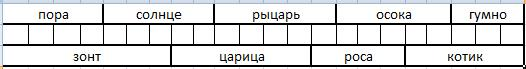 пора солнце рыцарь осока гумно
зонт царица роса котик